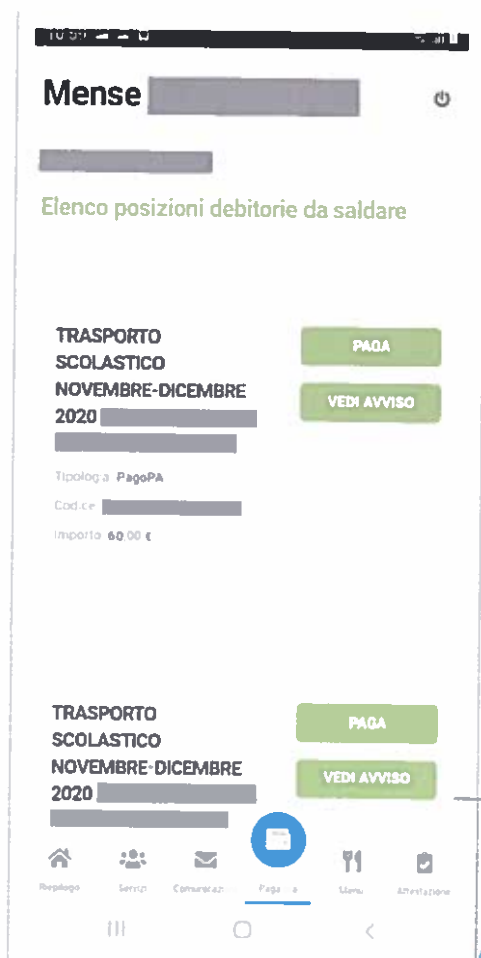 Mense
Elenco posizioni debitorie da saldare
TRASPORTO
SCOLASTICO
NOVEMBRE-DICEMBRE
2020
PAGA
VEDI AVVISO
Tipologia PagoPA
Codice
Importo 60,00 €
TRASPORTO
SCOLASTICO
NOVEMBRE-DICEMBRE
2020
PAGA
VEDI AVVISO
Riepilogo Servizi Menu Attestazione